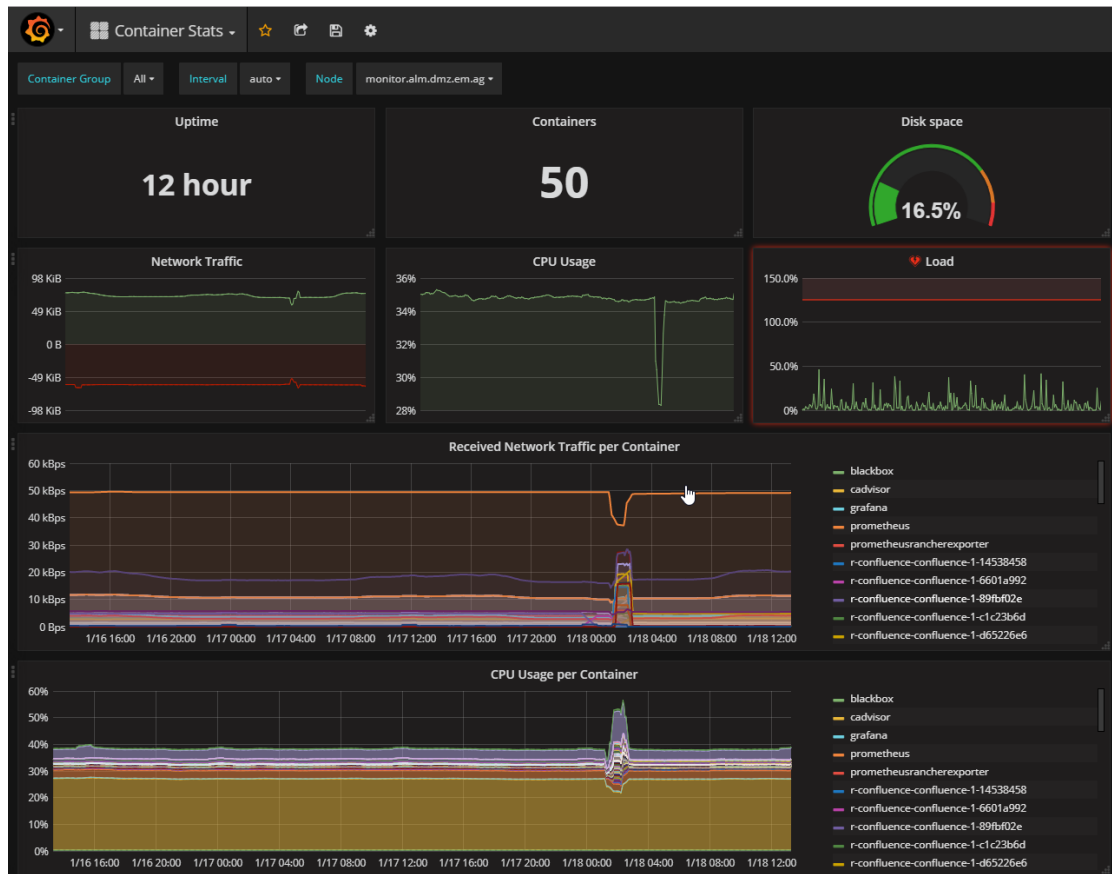 Container Stats
Container Group All Interval auto Node monitor.alm.dmz.em.ag
Uptime
12 hour
Containers
50
Disk space
16.5%
Network Traffic
98 KiB
49 KiB
0 B
-49 KiB
-98 KiB
CPU Usage
36%
34%
32%
30%
28%
Load
150.0%
100.0%
50.0%
0%
Received Network Traffic per Container
60 kBps
50 kBps
40 kBps
30 kBps
20 kBps
10 kBps
0 Bps
1/16 16:00 1/16 20:00 1/17 00:00 1/17 04:00 1/17 08:00 1/17 12:00 1/17 16:00 1/17 20:00 1/18 00:00 1/18 04:00 1/18 08:00 1/18 12:00
blackbox
cadvisor
grafana
prometheus
prometheusrancherexporter
r-confluence-confluence-1-14538458
r-confluence-confluence-1-6601a992
r-confluence-confluence-1-89fbf02e
r-confluence-confluence-1-c1c23b6d
r-confluence-confluence-1-d65226e6
CPU Usage per Container
60%
50%
40%
30%
20%
10%
0%
1/16 16:00 1/16 20:00 1/17 00:00 1/17 04:00 1/17 08:00 1/17 12:00 1/17 16:00 1/17 20:00 1/18 00:00 1/18 04:00 1/18 08:00 1/18 12:00
blackbox
cadvisor
grafana
prometheus
prometheusrancherexporter
r-confluence-confluence-1-14538458
r-confluence-confluence-1-6601a992
r-confluence-confluence-1-89fbf02e
r-confluence-confluence-1-c1c23b6d
r-confluence-confluence-1-d65226e6